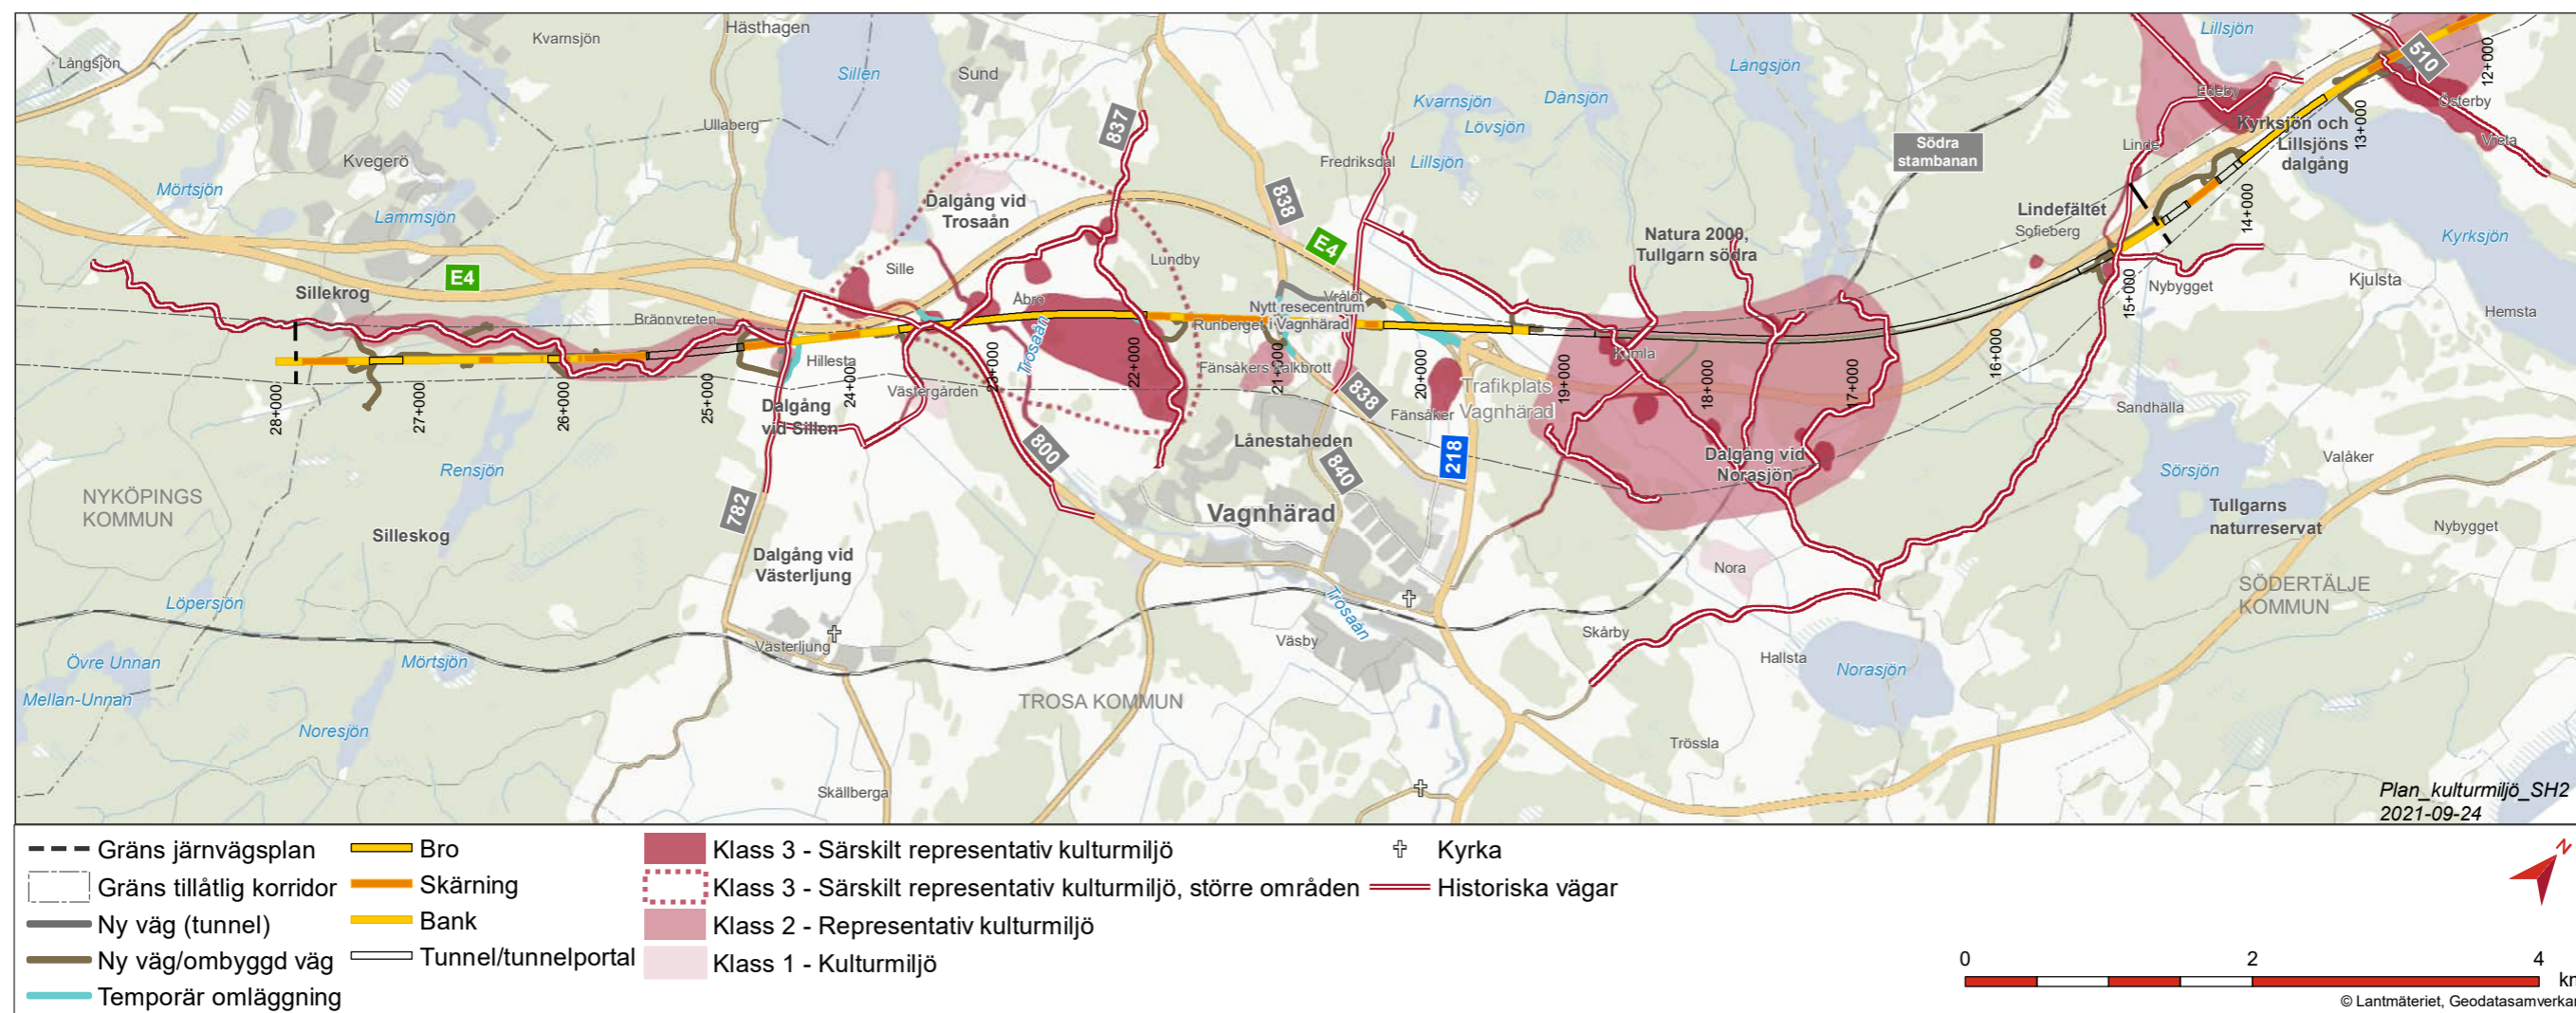 Långsjön
Kvarnsjön
Hästhagen
Sillen
Sund
837
Kvarnsjön
Dånsjön
Lövsjön
Långsjön
Lillsjön
510
12+000
Södra
stambanan
Edeby
Österby
Vreta
Linde
Kyrksjön och
Lillsjöns
dalgång
13+000
Ullaberg
Kvegerö
Mörtsjön
Lammsjön
Fredriksdal
Lillsjön
838
Dalgång vid
Trosaån
Natura 2000,
Tullgarn södra
Lindefältet
Sofieberg
14+000
Kyrksjön
E4
E4
Sillekrog
Sille
Lundby
Åbro
Brännvreten
Hillesta
Vrålöt
Nytt resecentrum
i Vagnhärad
Runberget
Fänsåkers kalkbrott
Kumla
Nybygget
Kjulsta
Hemsta
28+000
27+000
26+000
25+000
24+000
23+000
Trosaån
22+000
21+000
20+000
19+000
18+000
17+000
16+000
15+000
Västergården
Dalgång
vid Sillen
838
Fänsåker
Trafikplats
Vagnhärad
Sandhälla
Lånestaheden
800
840
218
Dalgång vid
Norasjön
Rensjön
Sörsjön
Valåker
NYKÖPINGS
KOMMUN
782
Silleskog
Vagnhärad
Tullgarns
naturreservat
Nybygget
Dalgång vid
Västerljung
Nora
SÖDERTÄLJE
KOMMUN
Löpersjön
Trosaån
Västerljung
Väsby
Skårby
Hallsta
Norasjön
Övre Unnan
Mörtsjön
Mellan-Unnan
Noresjön
TROSA KOMMUN
Trössla
Skällberga
Plan_kulturmiljö_SH2
2021-09-24
Gräns järnvägsplan
Gräns tillåtlig korridor
Ny väg (tunnel)
Ny väg/ombyggd väg
Temporär omläggning
Bro
Skärning
Bank
Tunnel/tunnelportal
Klass 3 - Särskilt representativ kulturmiljö
Klass 3 - Särskilt representativ kulturmiljö, större områden
Klass 2 - Representativ kulturmiljö
Klass 1 - Kulturmiljö
Kyrka
Historiska vägar
N
0 2 4
km
© Lantmäteriet, Geodatasamverkan